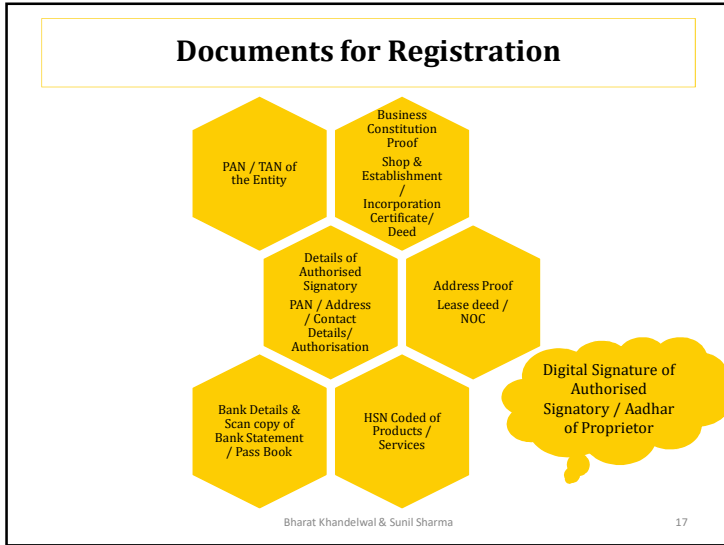 Documents for Registration
PAN / TAN of
the Entity
Business
Constitution
Proof
Shop &
Establishment
/
Incorporation
Certificate/
Deed
Details of
Authorised
Signatory
PAN / Address
/ Contact
Details/
Authorisation
Address Proof
Lease deed /
NOC
Bank Details &
Scan copy of
Bank Statement
/ Pass Book
HSN Coded of
Products /
Services
Digital Signature of
Authorised
Signatory / Aadhar
of Proprietor
Bharat Khandelwal & Sunil Sharma
17